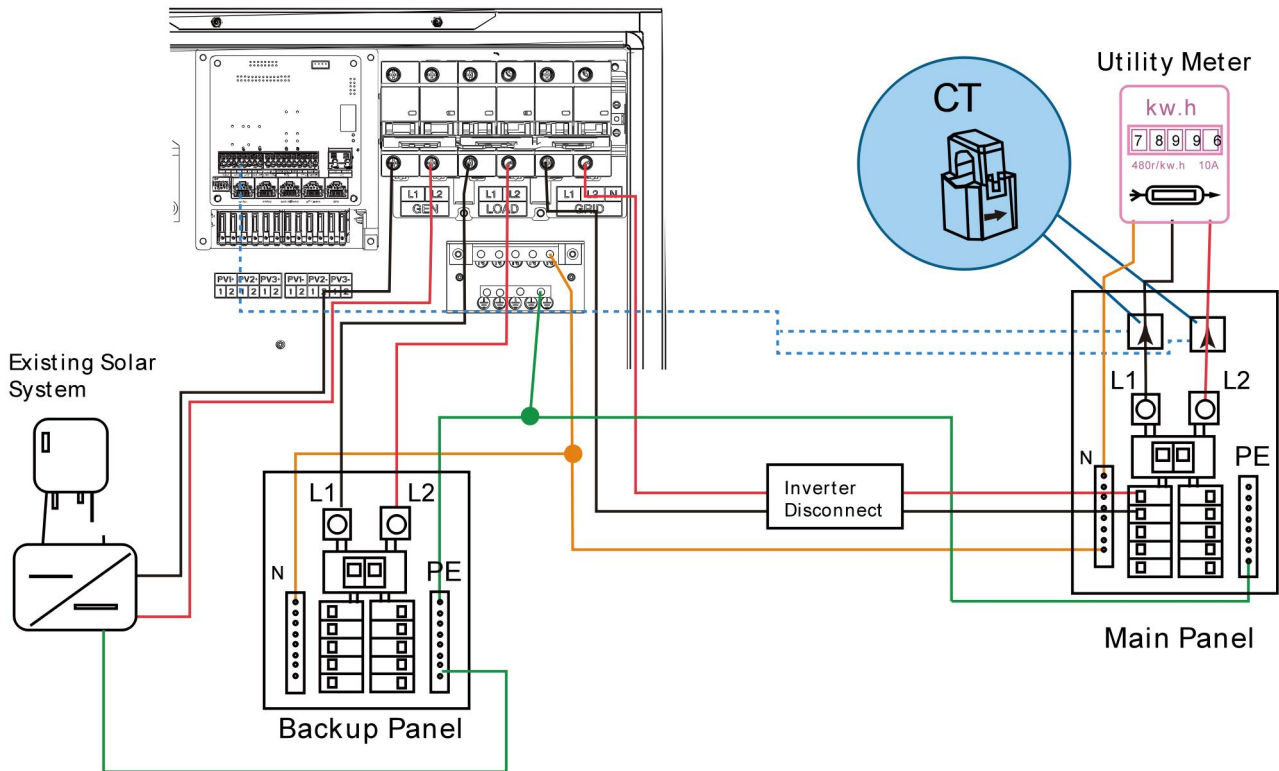 CT
Utility Meter
kw.h
7 8 9 9 6
480r/kw.h 10A
L1 L2
GEN
L1 L2
LOAD
L1 L2 N
GRID
PV1- PV2- PV3-
1 2 1 2 1 2
PV1- PV2- PV3-
1 2 1 2 1 2
Existing Solar
System
L1
L2
N
PE
Backup Panel
Inverter
Disconnect
L1
L2
N
PE
Main Panel